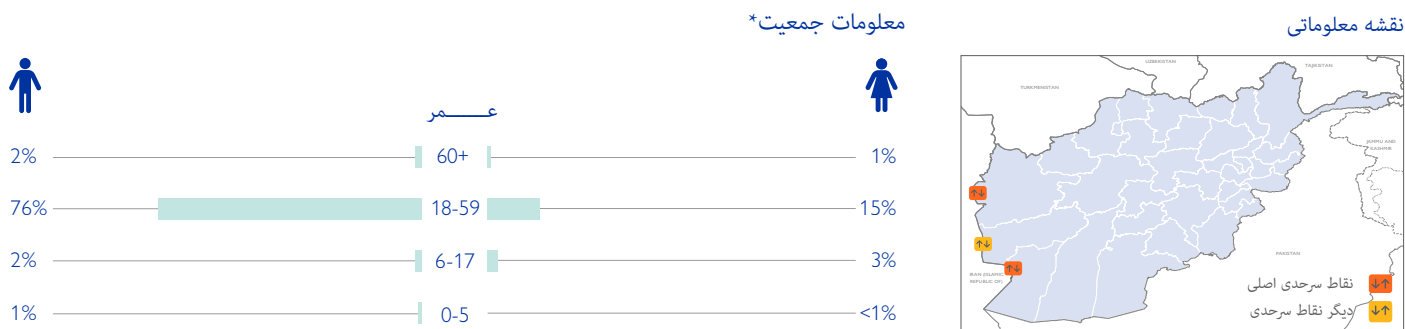 نقشه معلوماتی
UZBEKISTAN
TAJIKISTAN
TURKMENISTAN
JAMMU AND
KASHMIR
PAKISTAN
IRAN (ISLAMIC
REPUBLIC OF)
نقاط سرحدی اصلی
دیگر نقاط سرحدی
معلومات جمعیت*
عـــــــمر
2% 60+ 1%
76% 18-59 15%
2% 6-17 3%
1% 0-5 <1%